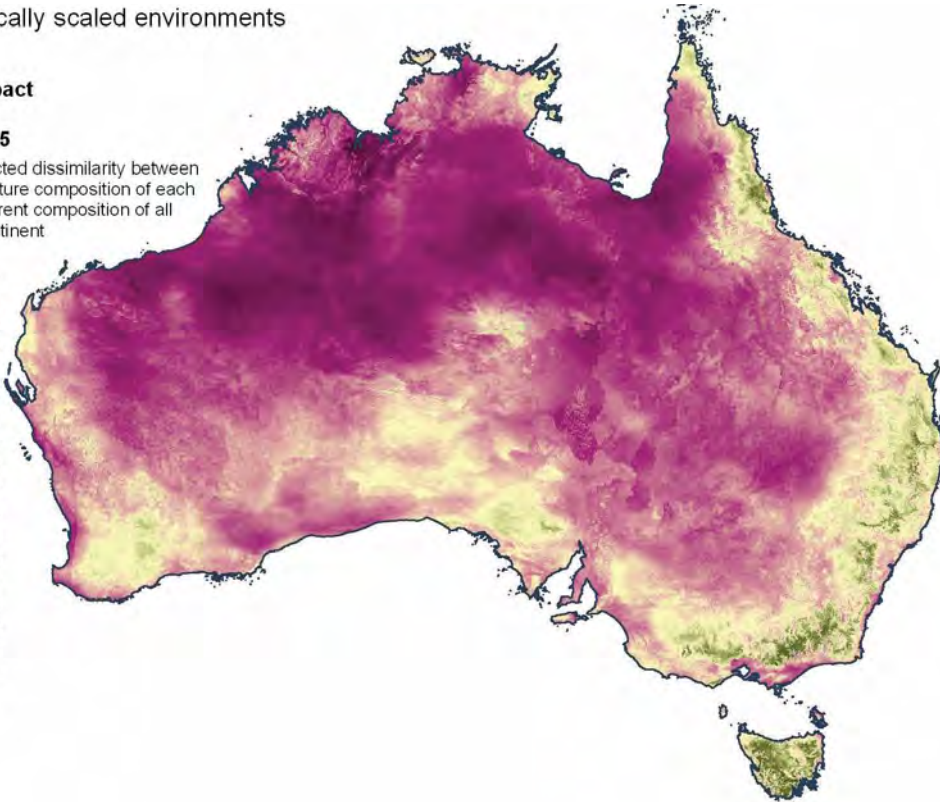 cally scaled environments
pact
5
cted dissimilarity between
ture composition of each
rent composition of all
tinent